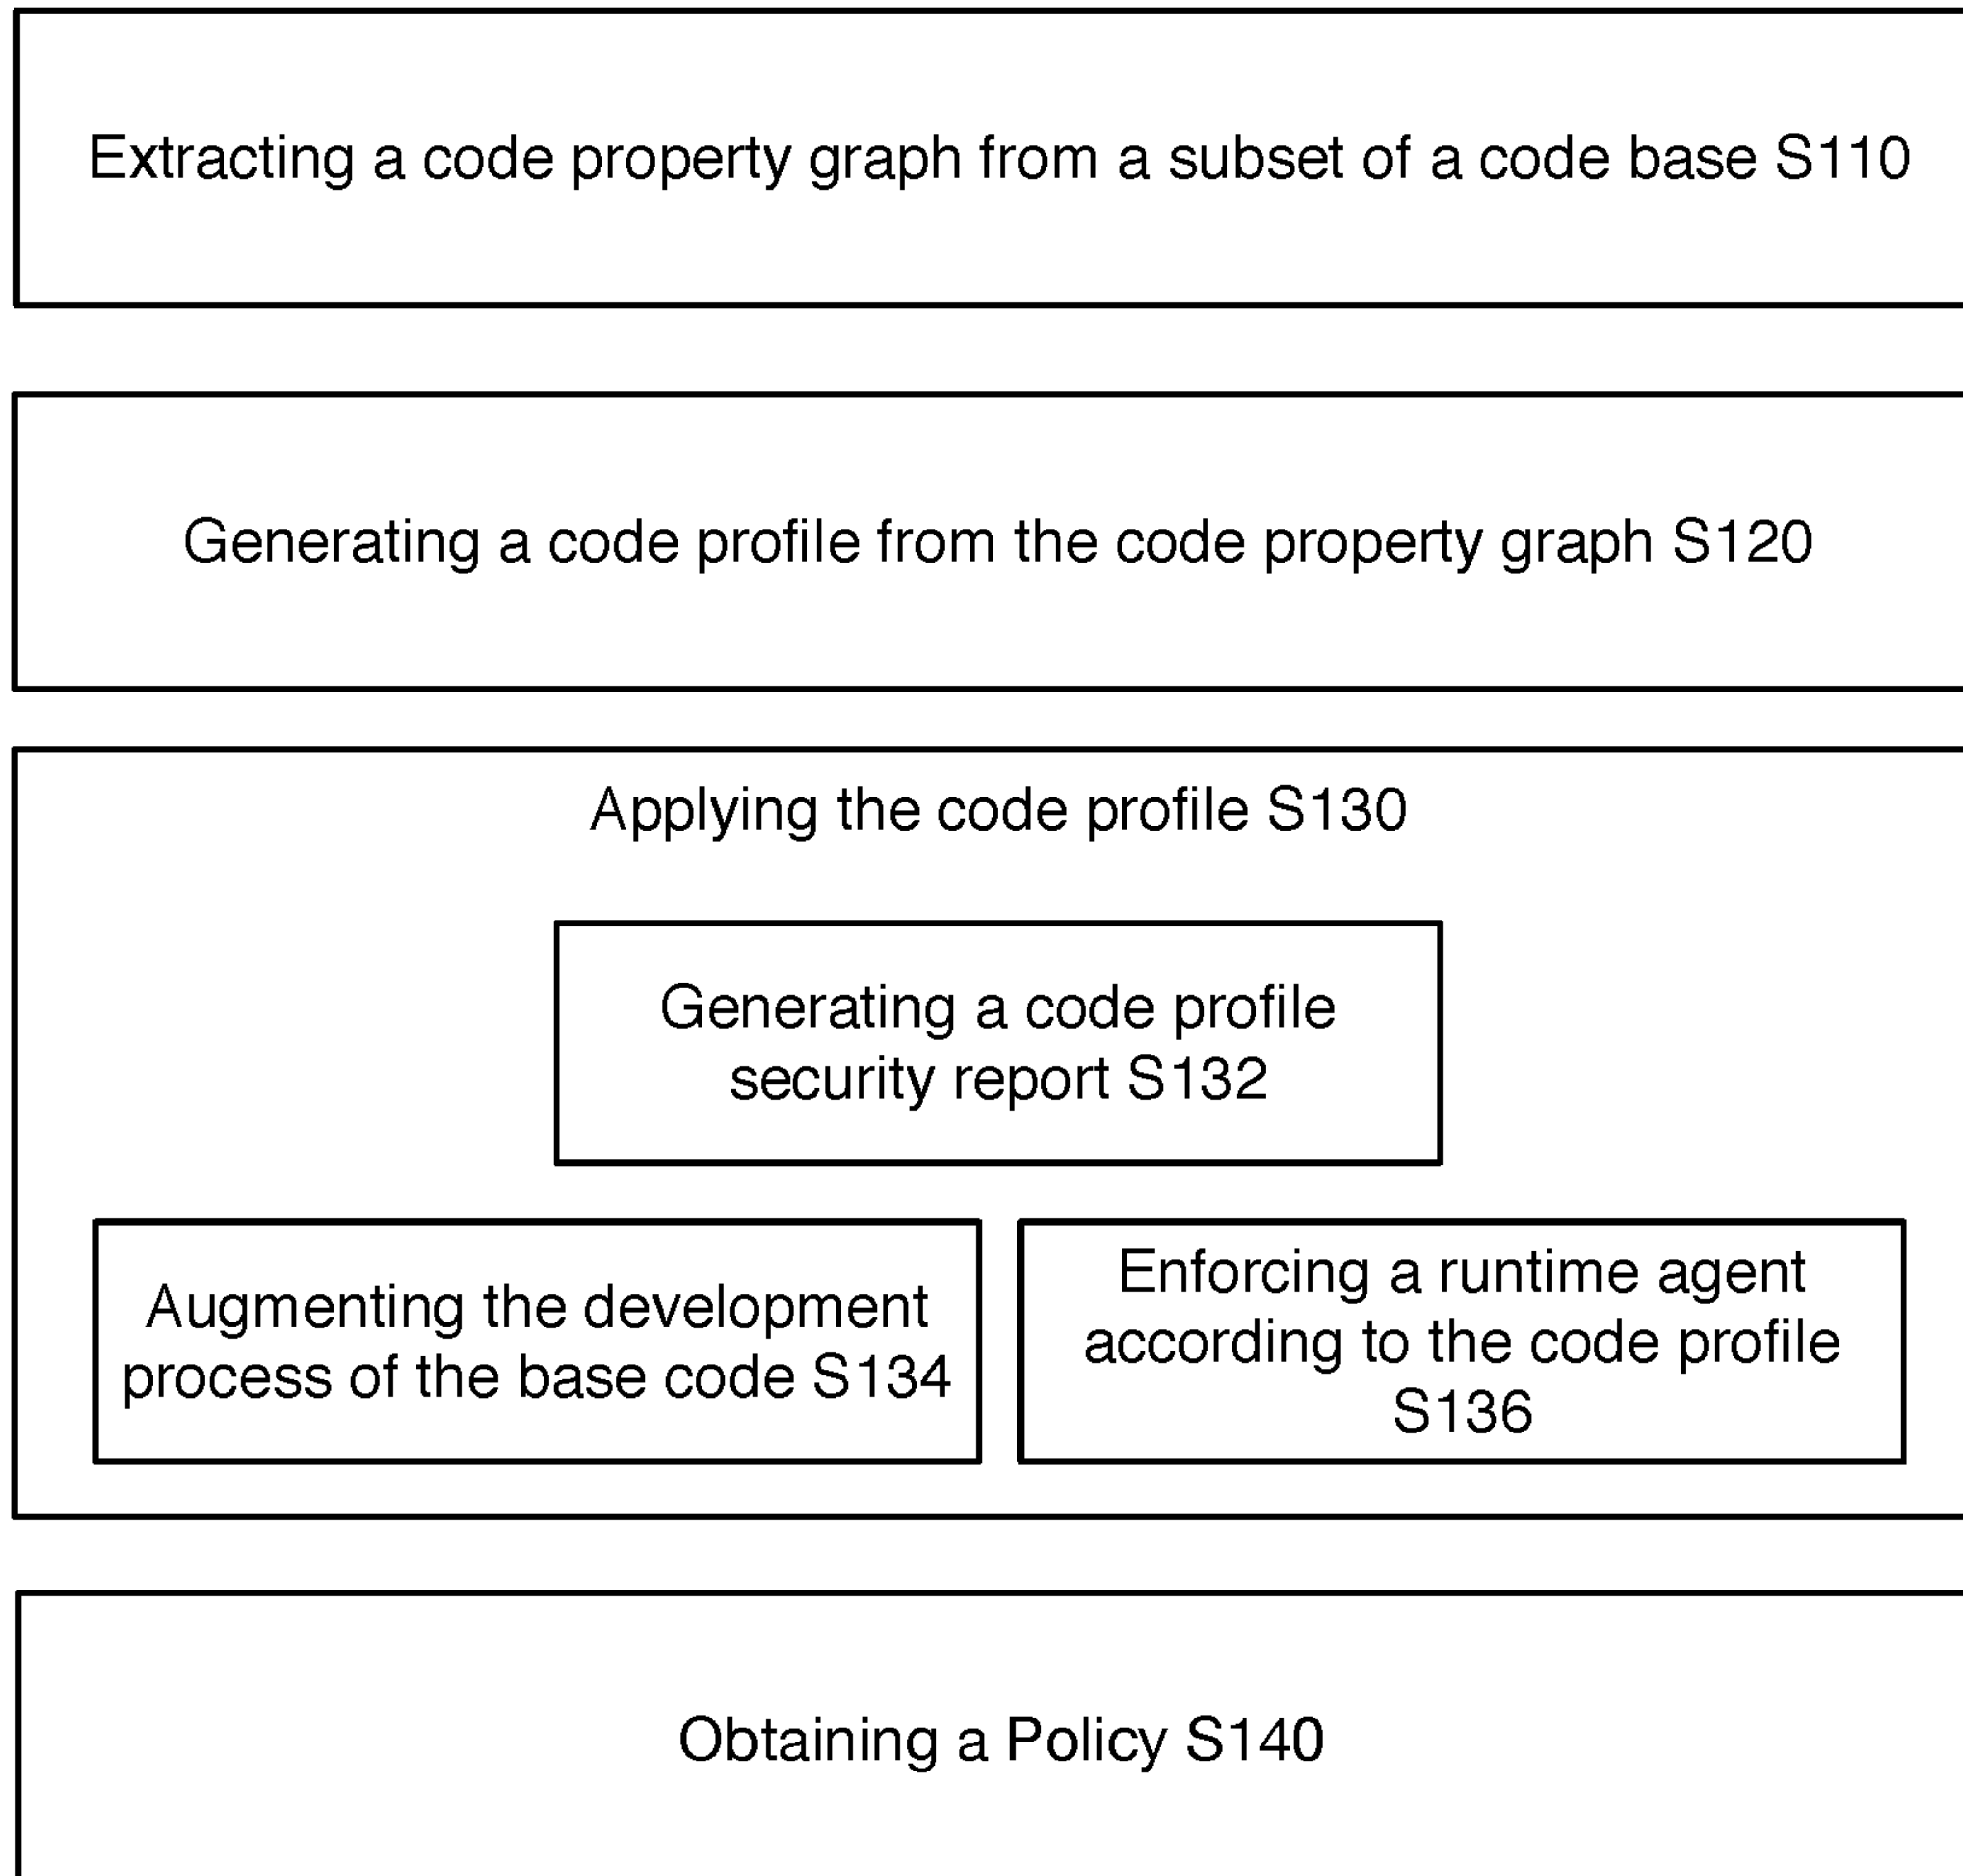 Extracting a code property graph from a subset of a code base S110
Generating a code profile from the code property graph S120
Applying the code profile S130
Generating a code profile
security report S132
Augmenting the development
process of the base code S134
Enforcing a runtime agent
according to the code profile
S136
Obtaining a Policy S140